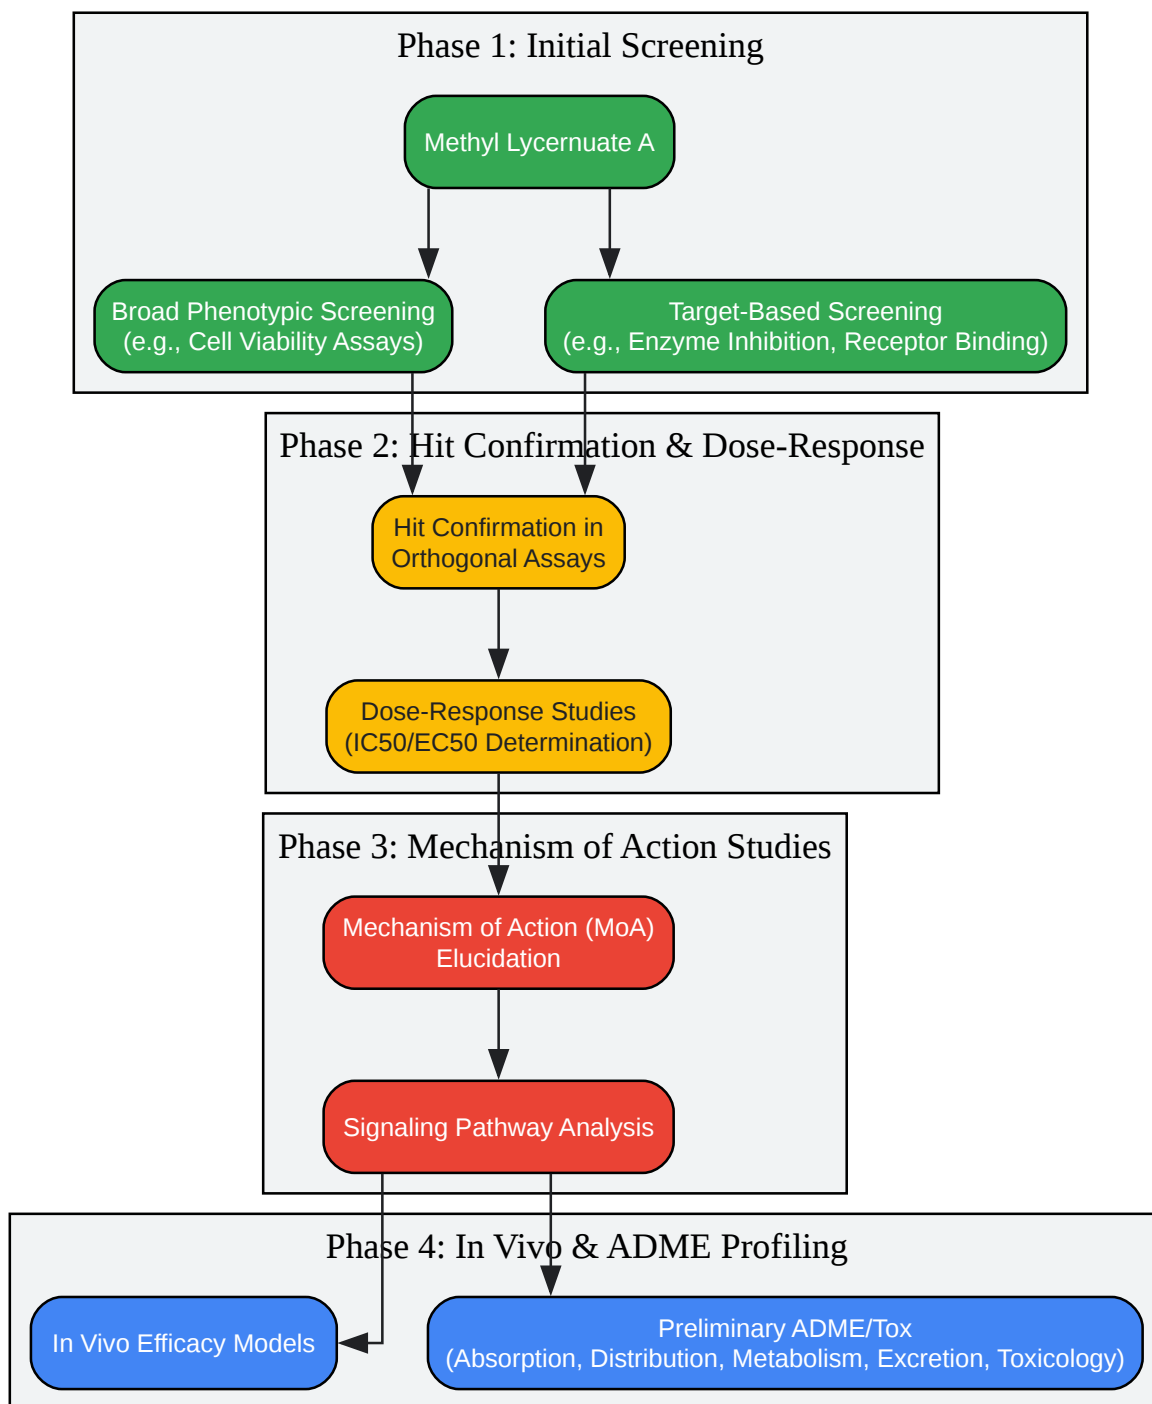 Phase 1: Initial Screening
Methyl Lycernuate A
Broad Phenotypic Screening
(e.g., Cell Viability Assays)
Target-Based Screening
(e.g., Enzyme Inhibition, Receptor Binding)
Phase 2: Hit Confirmation & Dose-Response
Hit Confirmation in
Orthogonal Assays
Dose-Response Studies
(IC50/EC50 Determination)
Phase 3: Mechanism of Action Studies
Mechanism of Action (MoA)
Elucidation
Signaling Pathway Analysis
Phase 4: In Vivo & ADME Profiling
In Vivo Efficacy Models
Preliminary ADME/Tox
(Absorption, Distribution, Metabolism, Excretion, Toxicology)